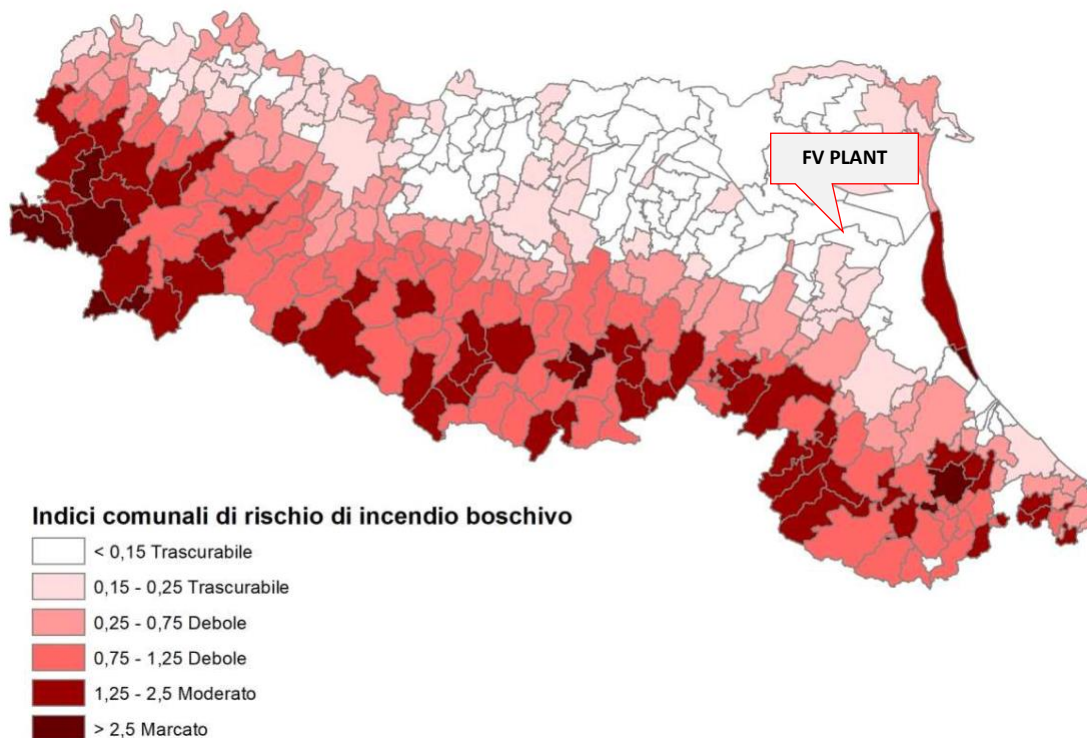 FV PLANT
Indici comunali di rischio di incendio boschivo
< 0,15 Trascurabile
0,15 - 0,25 Trascurabile
0,25 - 0,75 Debole
0,75 - 1,25 Debole
1,25 - 2,5 Moderato
> 2,5 Marcato